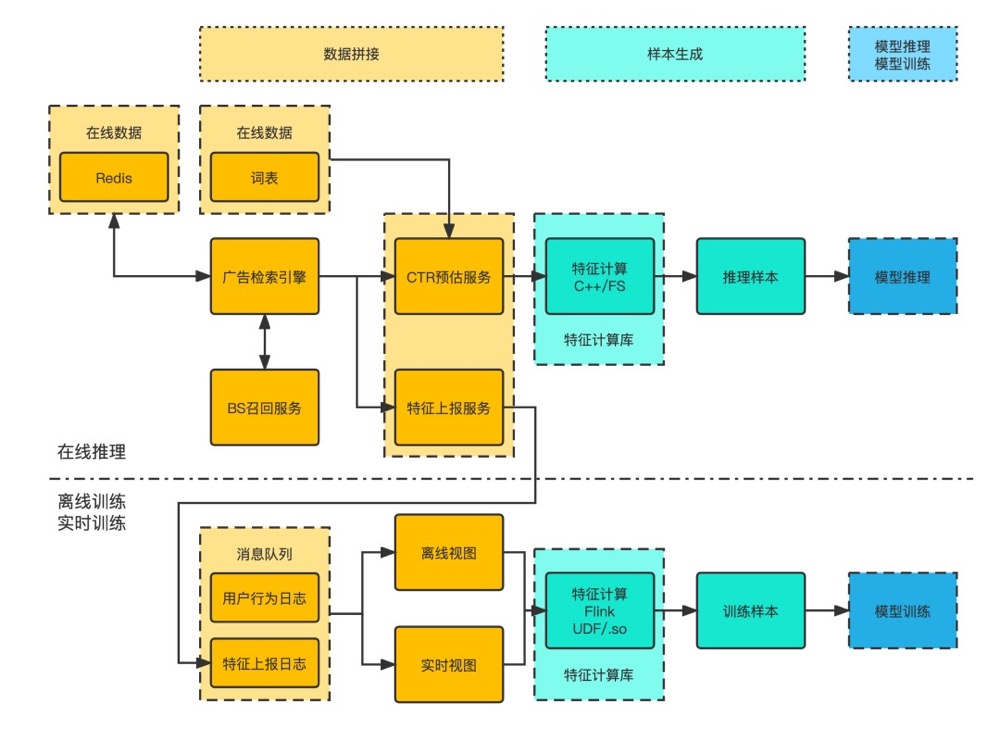 数据拼接
样本生成
模型推理
模型训练
在线数据
Redis
在线数据
词表
广告检索引擎
CTR预估服务
特征计算
C++/FS
特征计算库
推理样本
模型推理
BS召回服务
特征上报服务
在线推理
离线训练
实时训练
消息队列
用户行为日志
特征上报日志
离线视图
实时视图
特征计算
Flink
UDF/.so
特征计算库
训练样本
模型训练